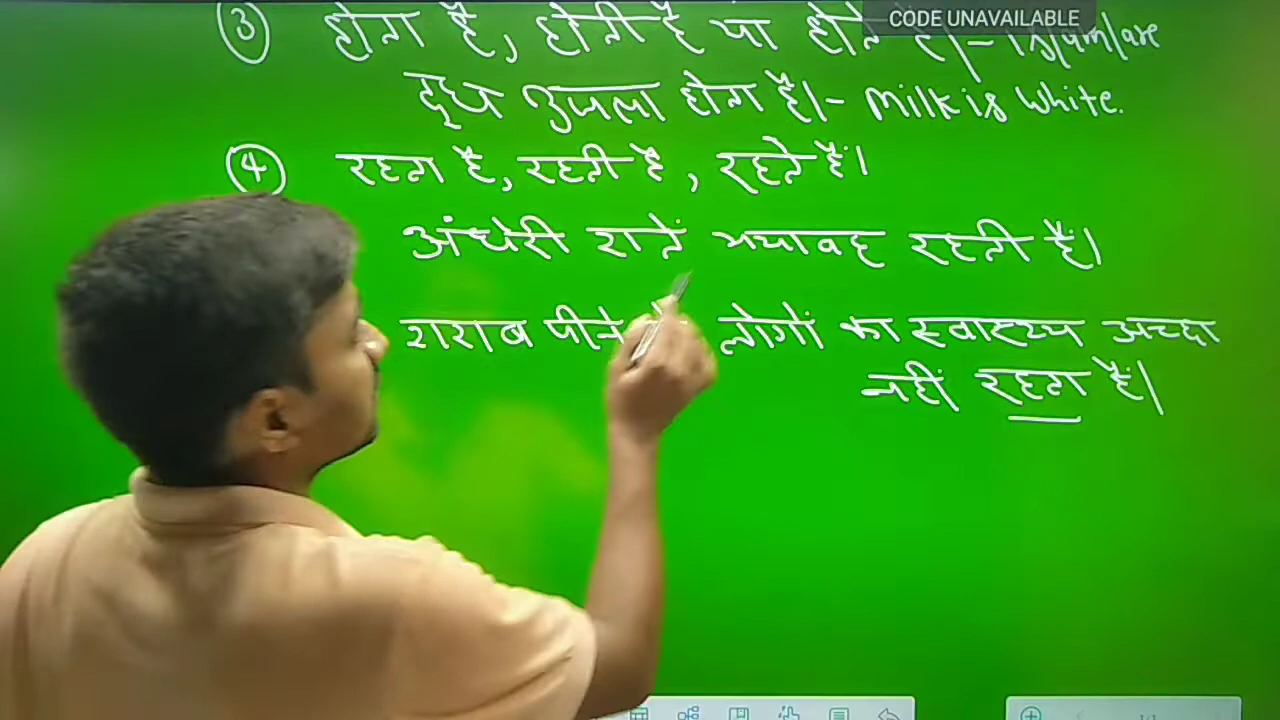 CODE UNAVAILABLE
③ होता है, होती है या होते हैं।- Is/am/are
दूध उजला होता है।- Milk is white.
④ रहता है, रहती है, रहते हैं।
अंधेरी रातें भयावह रहती हैं।
शराब पीने लोगों का स्वास्थ्य अच्छा
नहीं रहता है।